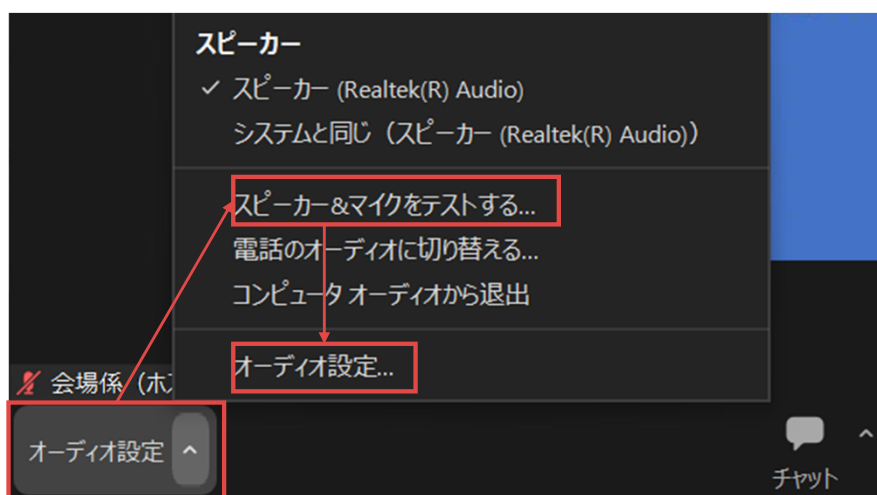 スピーカー
スピーカー (Realtek(R) Audio)
システムと同じ（スピーカー (Realtek(R) Audio)）
スピーカー&マイクをテストする...
電話のオーディオに切り替える...
コンピュータ オーディオから退出
オーディオ設定...
会場係（ホ
オーディオ設定
チャット